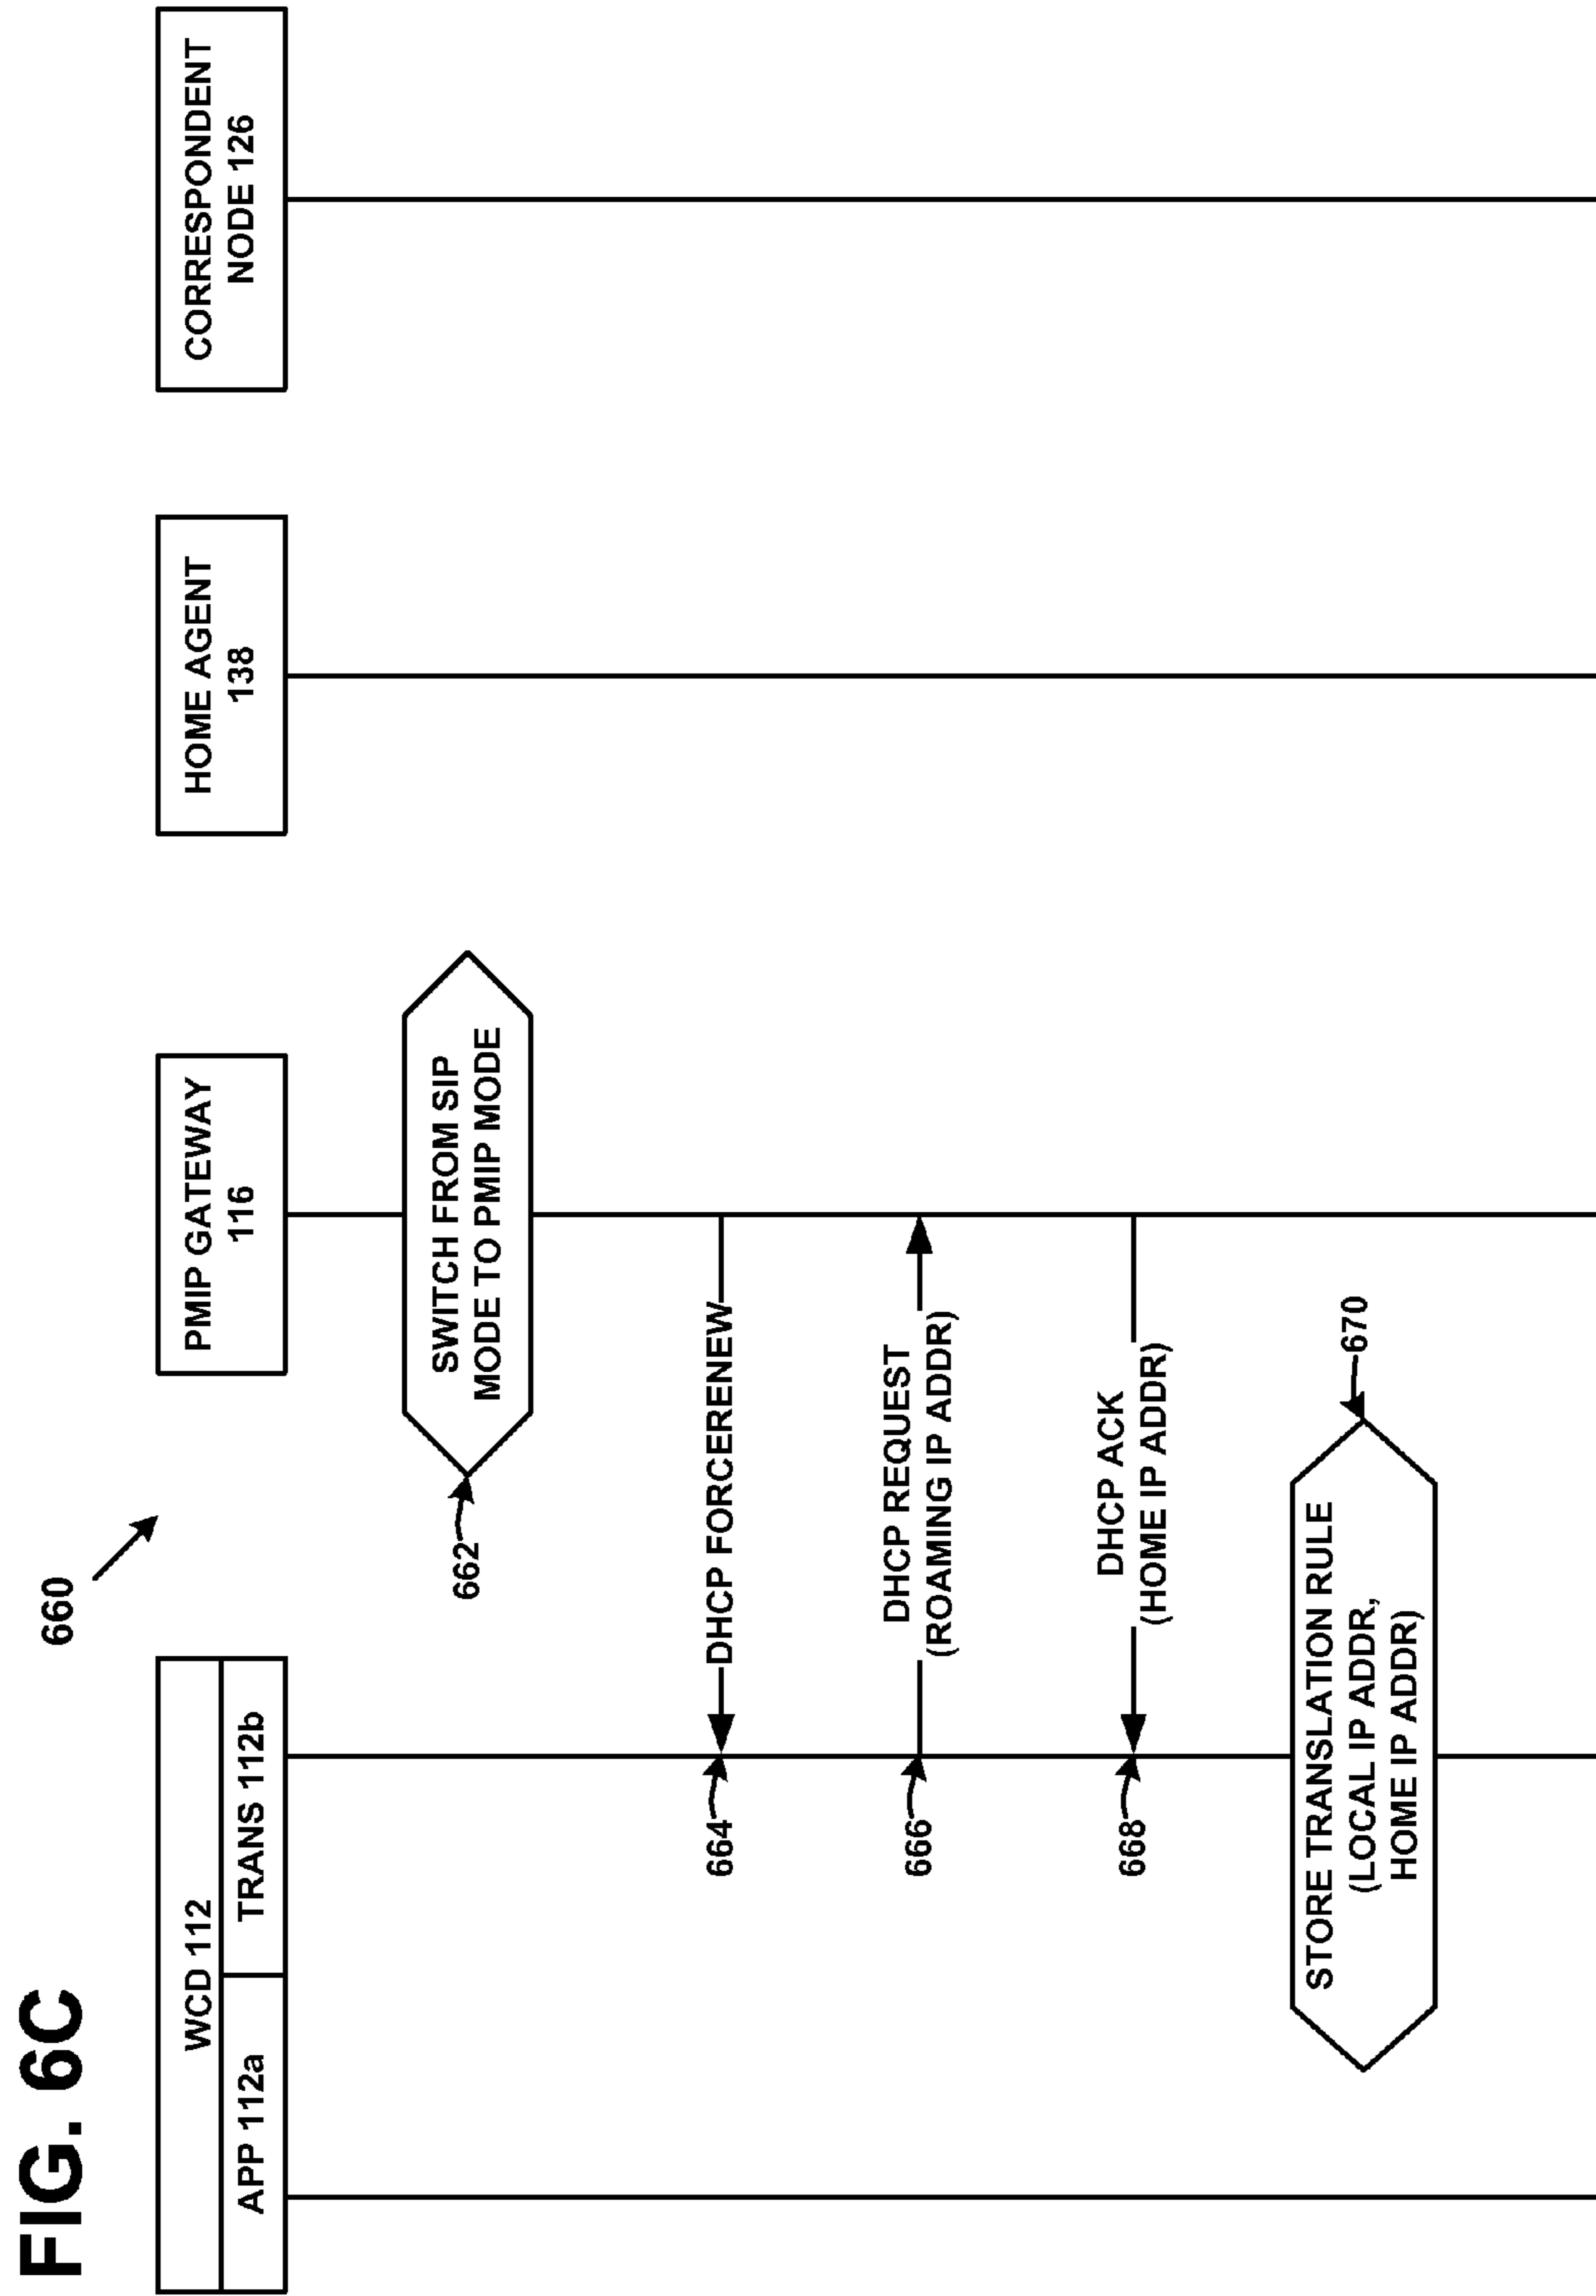 FIG. 6C
660
WCD 112
APP 112a
TRANS 112b
PMIP GATEWAY
116
HOME AGENT
138
CORRESPONDENT
NODE 126
662
SWITCH FROM SIP
MODE TO PMIP MODE
664
DHCP FORCERENEW
666
DHCP REQUEST
(ROAMING IP ADDR)
668
DHCP ACK
(HOME IP ADDR)
STORE TRANSLATION RULE
(LOCAL IP ADDR,
HOME IP ADDR)
670